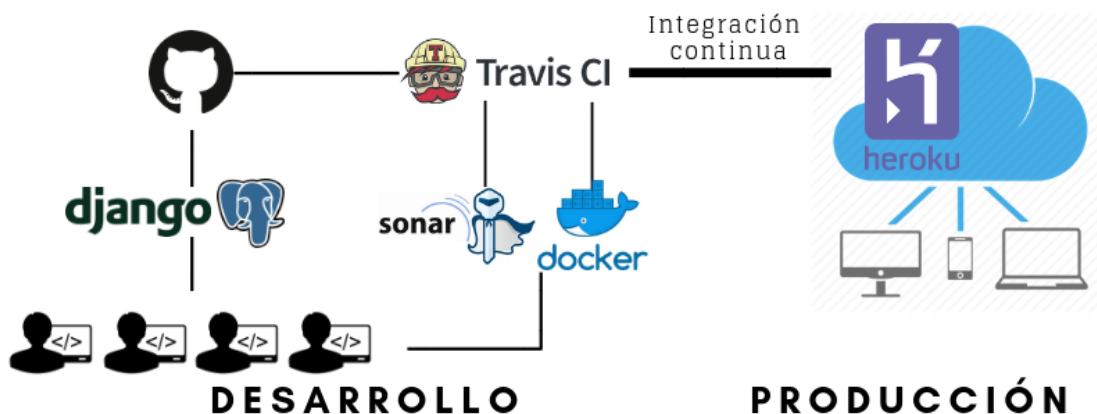 Integración
continua
Travis CI
heroku
django
sonar
docker
</> </> </> </>
DESARROLLO
PRODUCCIÓN